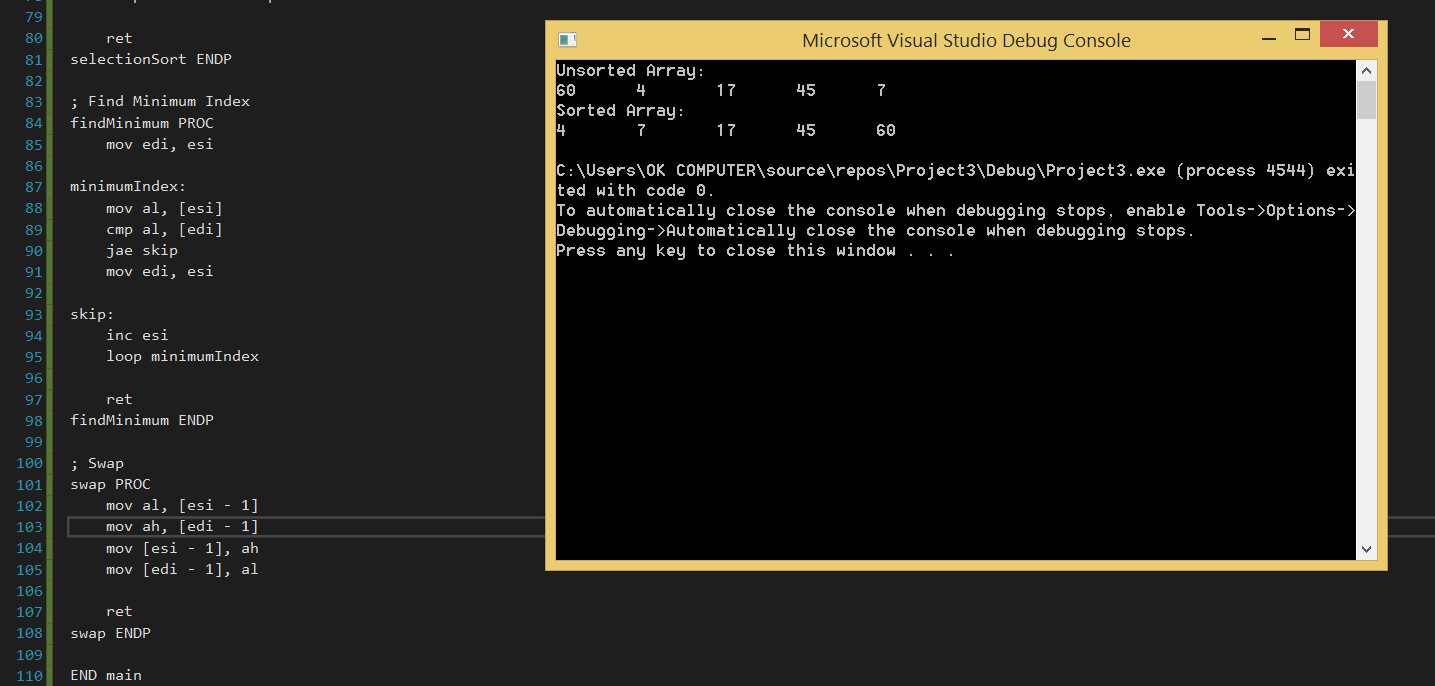 79
80 ret
81 selectionSort ENDP
82
83 ; Find Minimum Index
84 findMinimum PROC
85 mov edi, esi
86
87 minimumIndex:
88 mov al, [esi]
89 cmp al, [edi]
90 jae skip
91 mov edi, esi
92
93 skip:
94 inc esi
95 loop minimumIndex
96
97 ret
98 findMinimum ENDP
99
100 ; Swap
101 swap PROC
102 mov al, [esi - 1]
103 mov ah, [edi - 1]
104 mov [esi - 1], ah
105 mov [edi - 1], al
106
107 ret
108 swap ENDP
109
110 END main
Microsoft Visual Studio Debug Console
Unsorted Array:
60 4 17 45 7
Sorted Array:
4 7 17 45 60
C:\Users\OK COMPUTER\source\repos\Project3\Debug\Project3.exe (process 4544) exi
ted with code 0.
To automatically close the console when debugging stops, enable Tools->Options->
Debugging->Automatically close the console when debugging stops.
Press any key to close this window . . .